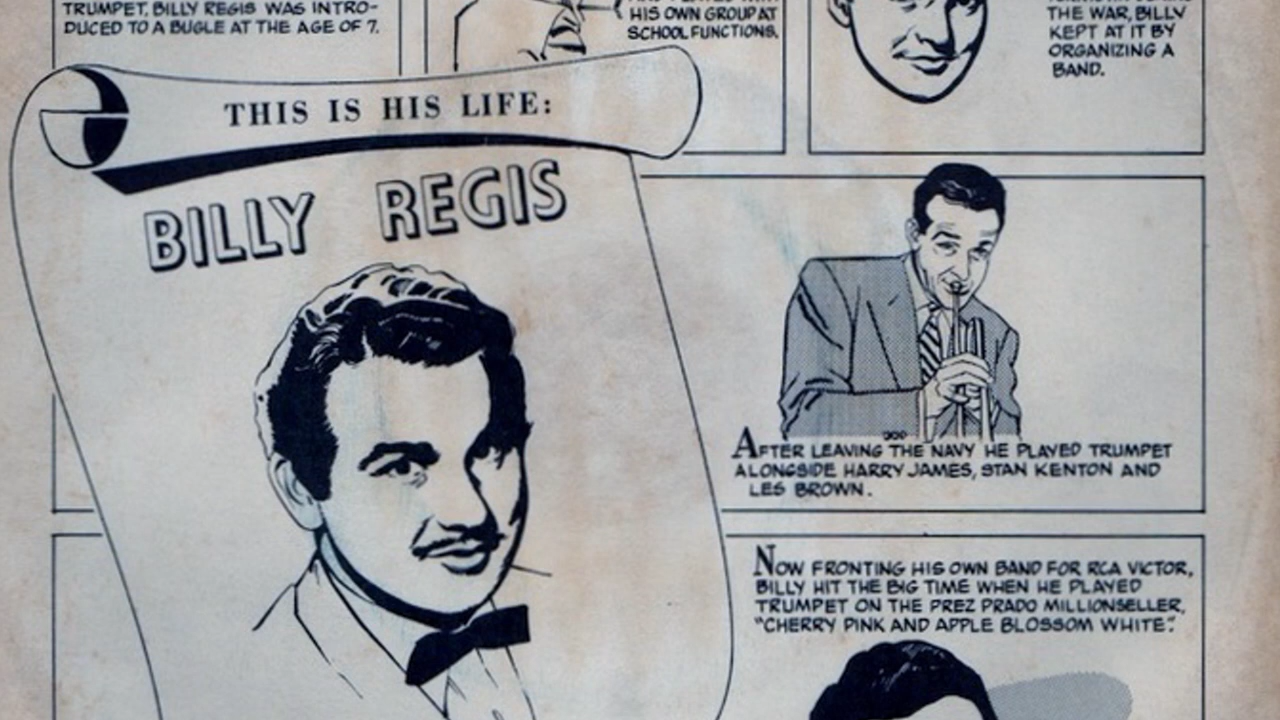 TRUMPET, BILLY REGIS WAS INTRO-
DUCED TO A BUGLE AT THE AGE OF 7.
HIS OWN GROUP AT
SCHOOL FUNCTIONS.
THE WAR, BILLY
KEPT AT IT BY
ORGANIZING A
BAND.
THIS IS HIS LIFE:
BILLY REGIS
AFTER LEAVING THE NAVY HE PLAYED TRUMPET
ALONGSIDE HARRY JAMES, STAN KENTON AND
LES BROWN.
NOW FRONTING HIS OWN BAND FOR RCA VICTOR,
BILLY HIT THE BIG TIME WHEN HE PLAYED
TRUMPET ON THE PREZ PRADO MILLIONSELLER,
"CHERRY PINK AND APPLE BLOSSOM WHITE".